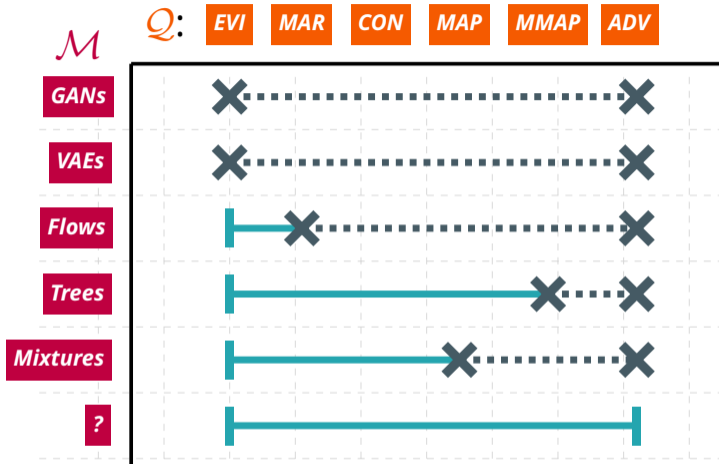 𝒬: EVI MAR CON MAP MMAP ADV
ℳ
GANs
VAEs
Flows
Trees
Mixtures
?